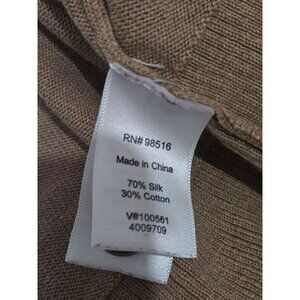 RN# 98516
Made in China
70% Silk
30% Cotton
V#100561
4009709